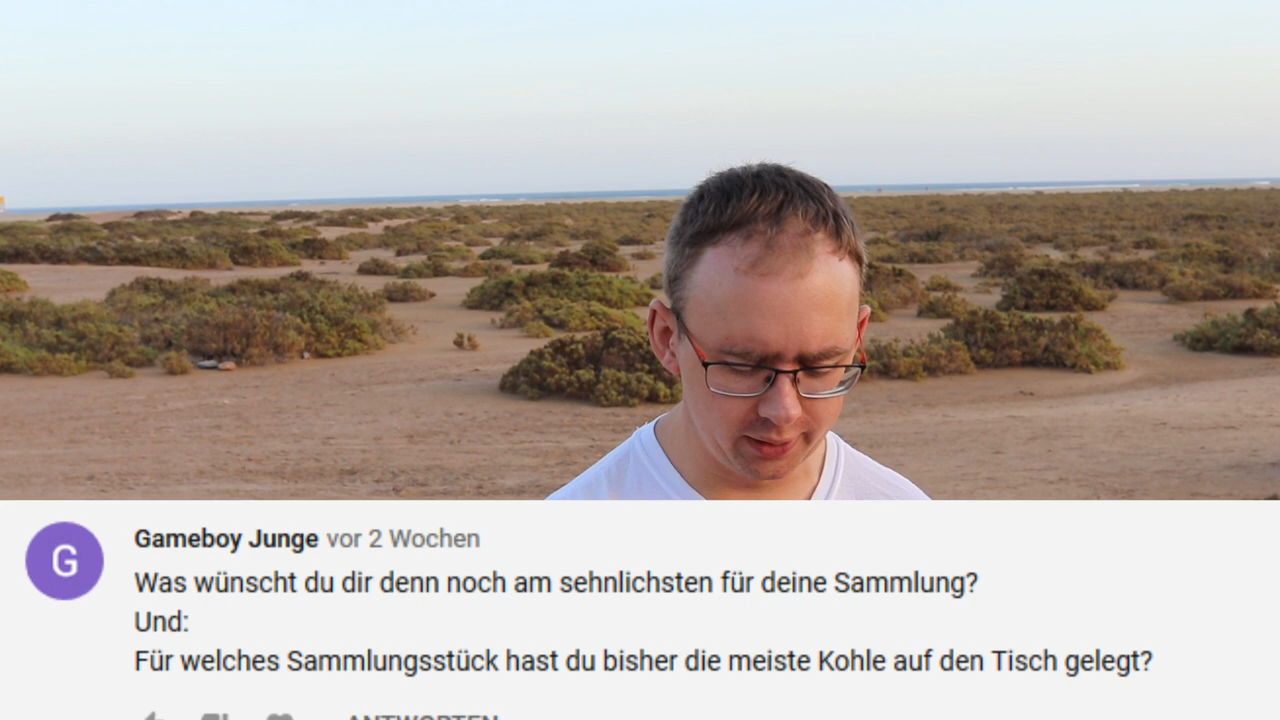 G
Gameboy Junge vor 2 Wochen
Was wünscht du dir denn noch am sehnlichsten für deine Sammlung?
Und:
Für welches Sammlungsstück hast du bisher die meiste Kohle auf den Tisch gelegt?
ANTWORTEN